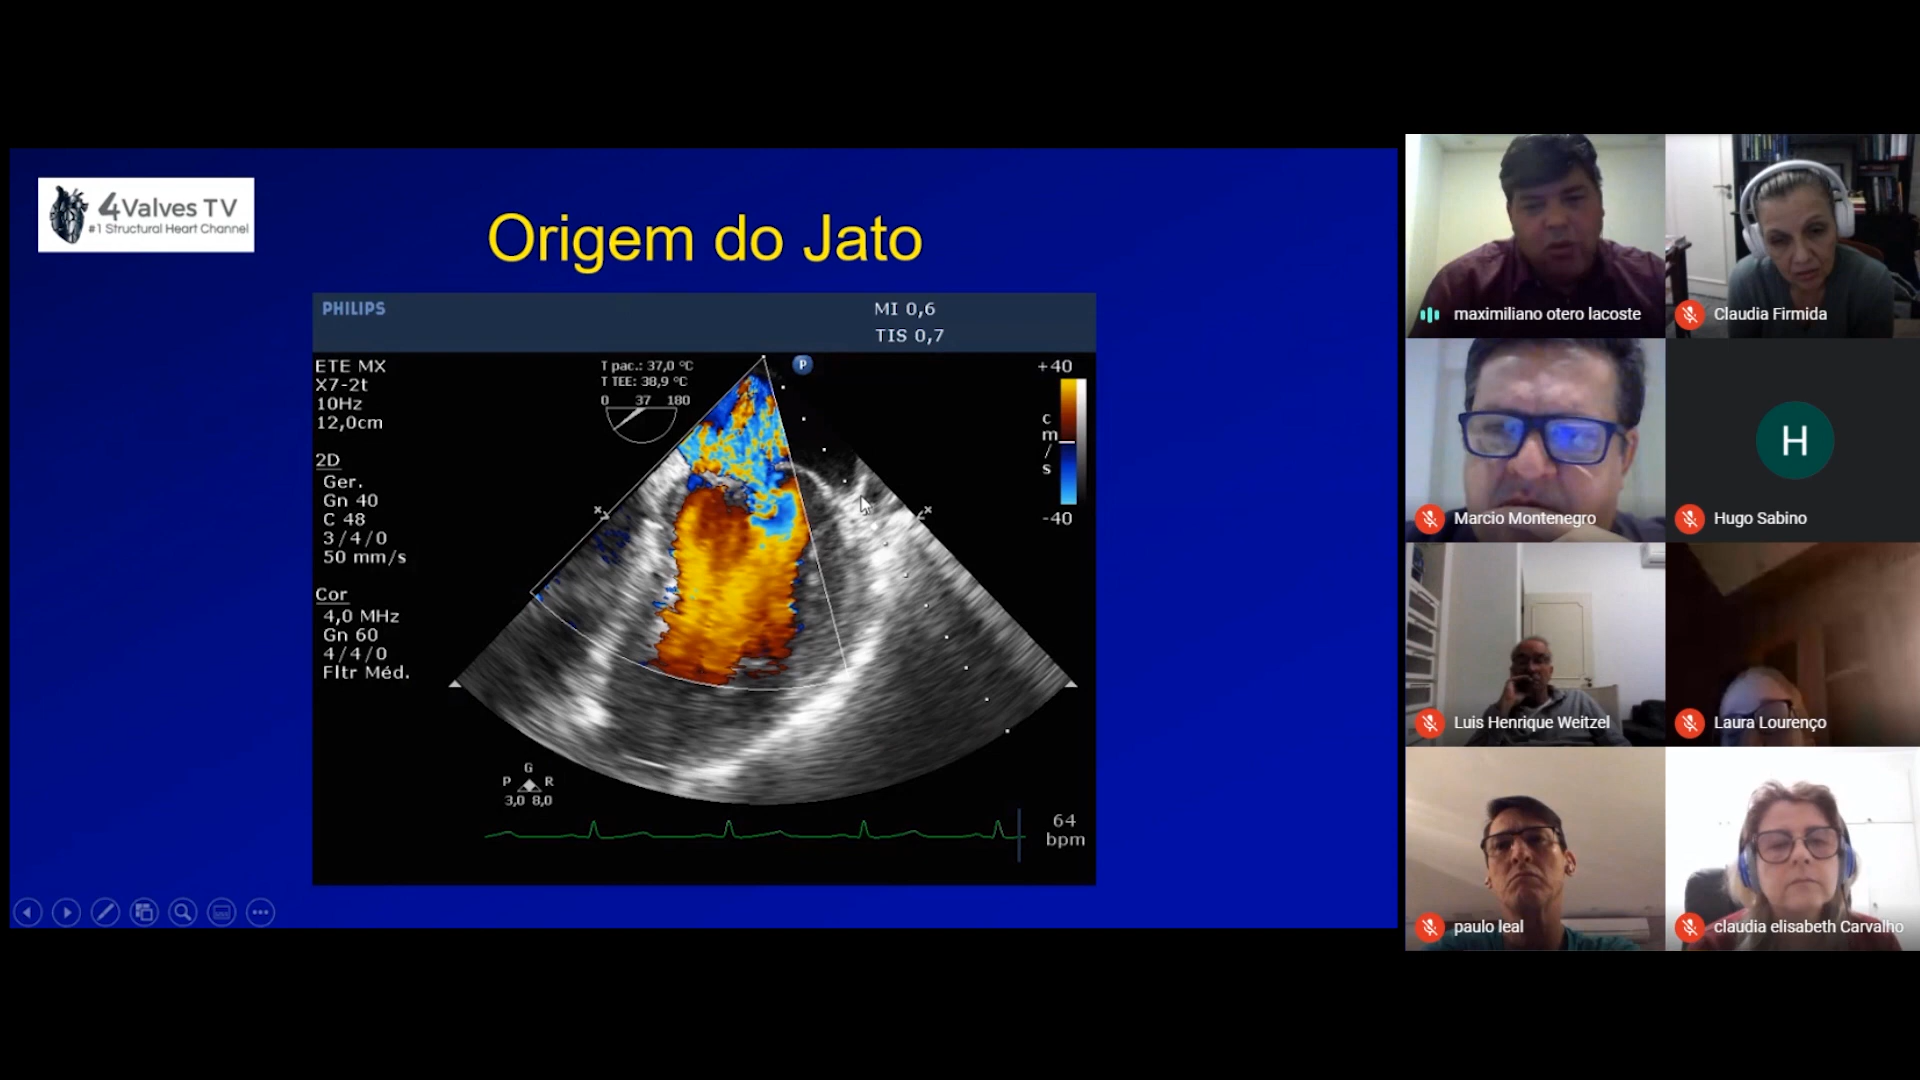 4Valves TV
#1 Structural Heart Channel
Origem do Jato
PHILIPS
MI 0,6
TIS 0,7
ETE MX
X7-2t
10Hz
12,0cm
2D
Ger.
Gn 40
C 48
3/4/0
50 mm/s
Cor
4,0 MHz
Gn 60
4/4/0
Fltr Méd.
T pac.: 37,0 °C
T TEE: 38,9 °C
0 37 180
P
+40
c
m
/
s
-40
x
x
G
P R
3,0 8,0
64
bpm
maximiliano otero lacoste
Claudia Firmida
Marcio Montenegro
H
Hugo Sabino
Luis Henrique Weitzel
Laura Lourenço
paulo leal
claudia elisabeth Carvalho